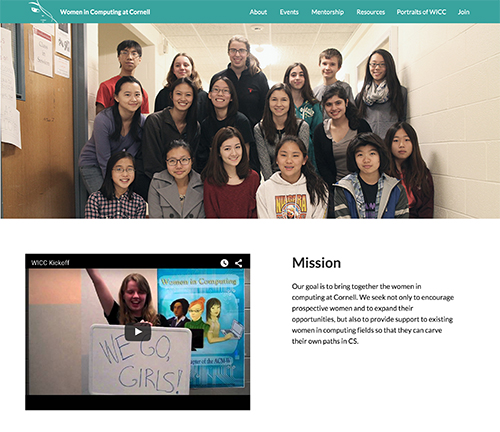 Women in Computing at Cornell
About Events Mentorship Resources Portraits of WICC Join
WICC Kickoff
Women in Computing
WE GO,
GIRLS!
Mission
Our goal is to bring together the women in
computing at Cornell. We seek not only to encourage
prospective women and to expand their
opportunities, but also to provide support to existing
women in computing fields so that they can carve
their own paths in CS.